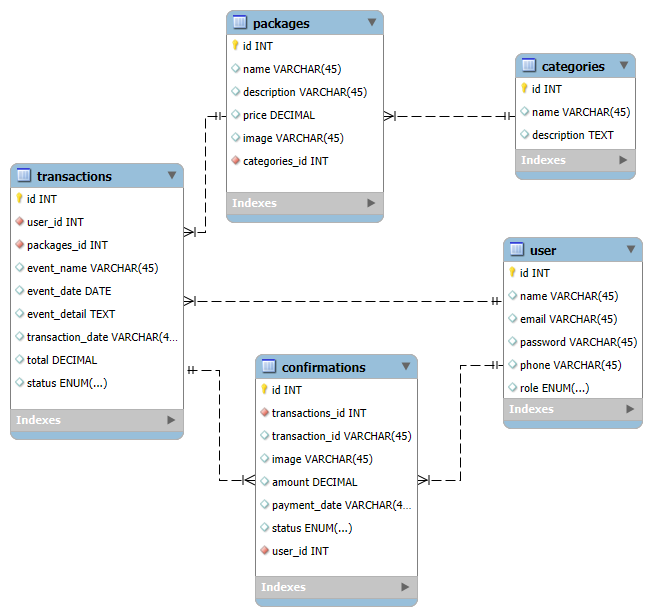 packages
id INT
name VARCHAR(45)
description VARCHAR(45)
price DECIMAL
image VARCHAR(45)
categories_id INT
Indexes
categories
id INT
name VARCHAR(45)
description TEXT
Indexes
transactions
id INT
user_id INT
packages_id INT
event_name VARCHAR(45)
event_date DATE
event_detail TEXT
transaction_date VARCHAR(4...
total DECIMAL
status ENUM(...)
Indexes
user
id INT
name VARCHAR(45)
email VARCHAR(45)
password VARCHAR(45)
phone VARCHAR(45)
role ENUM(...)
Indexes
confirmations
id INT
transactions_id INT
transaction_id VARCHAR(45)
image VARCHAR(45)
amount DECIMAL
payment_date VARCHAR(4...
status ENUM(...)
user_id INT
Indexes